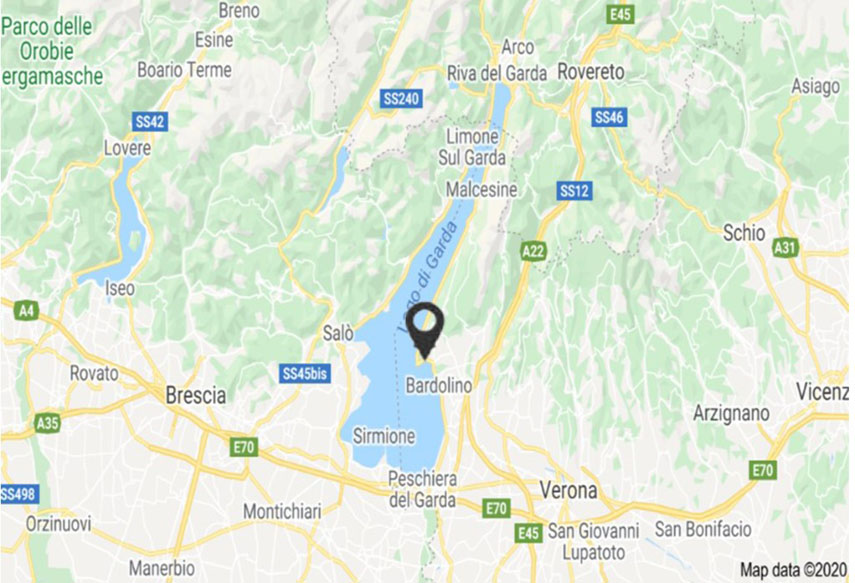 Breno
E45
Parco delle
Orobie
ergamasche
Esine
Arco
Boario Terme
Riva del Garda
Rovereto
Asiago
SS240
SS42
SS46
Lovere
Limone
Sul Garda
Malcesine
SS12
Schio
A22
A31
Lago di Garda
Iseo
A4
Salò
Rovato
SS45bis
Bardolino
Brescia
Vicenz
Arzignano
A35
Sirmione
E70
E70
Peschiera
del Garda
Verona
SS498
Montichiari
E70
Orzinuovi
E45
San Giovanni
Lupatoto
San Bonifacio
Manerbio
Map data ©2020